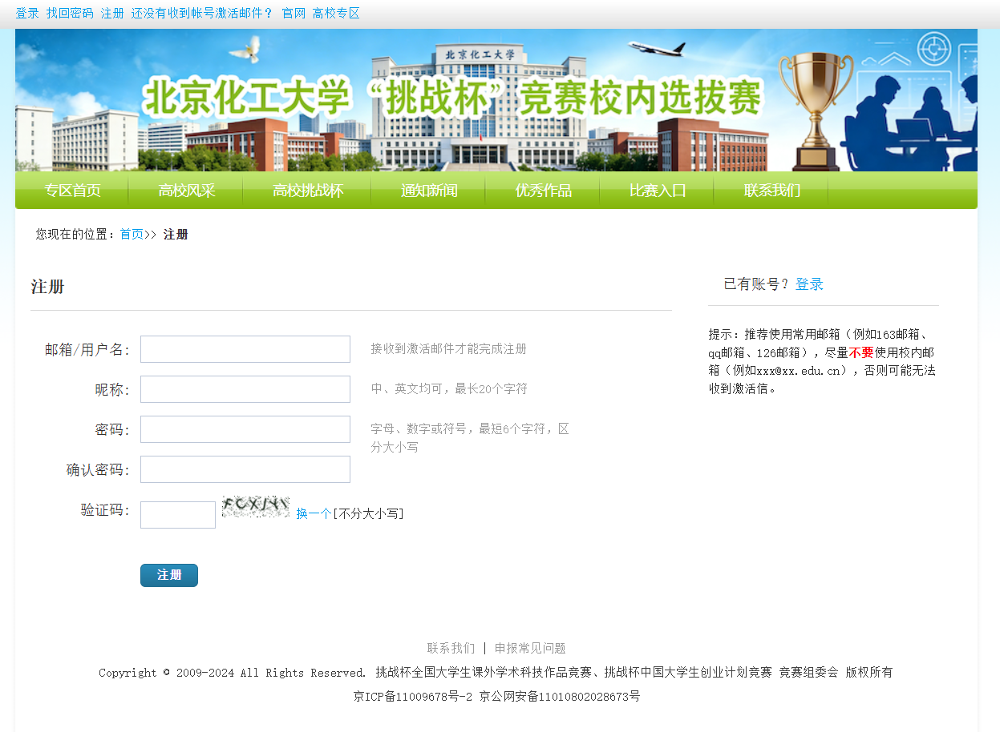 登录 找回密码 注册 还没有收到帐号激活邮件？ 官网 高校专区
北京化工大学
北京化工大学“挑战杯”竞赛校内选拔赛
专区首页 高校风采 高校挑战杯 通知新闻 优秀作品 比赛入口 联系我们
您现在的位置：首页>> 注册
注册
邮箱/用户名： 接收到激活邮件才能完成注册
昵称： 中、英文均可，最长20个字符
密码： 字母、数字或符号，最短6个字符，区
分大小写
确认密码：
验证码： 换一个[不分大小写]
注册
已有账号？登录
提示：推荐使用常用邮箱（例如163邮箱、
qq邮箱、126邮箱），尽量不要使用校内邮
箱（例如xxx@xx.edu.cn），否则可能无法
收到激活信。
联系我们 | 申报常见问题
Copyright © 2009-2024 All Rights Reserved. 挑战杯全国大学生课外学术科技作品竞赛、挑战杯中国大学生创业计划竞赛 竞赛组委会 版权所有
京ICP备11009678号-2 京公网安备11010802028673号